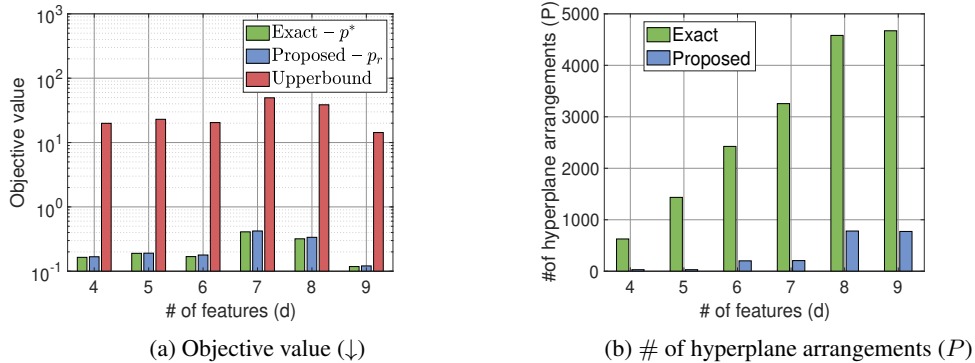 10^3
10^2
10^1
10^0
10^-1
Objective value
Exact – p*
Proposed – p_r
Upperbound
4 5 6 7 8 9
# of features (d)
(a) Objective value (↓)
5000
4000
3000
2000
1000
0
#of hyperplane arrangements (P)
Exact
Proposed
4 5 6 7 8 9
# of features (d)
(b) # of hyperplane arrangements (P)